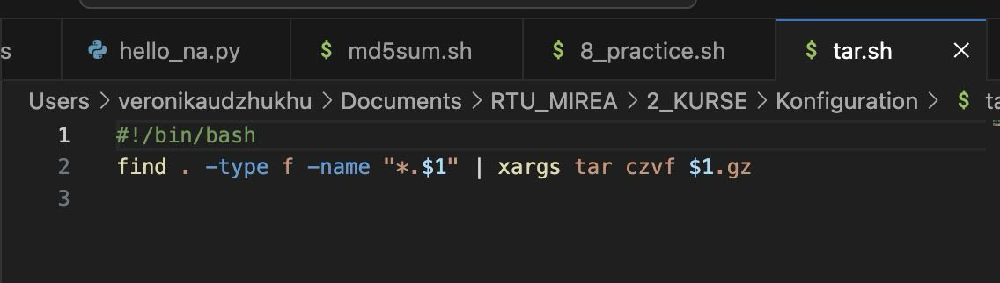 s hello_na.py $ md5sum.sh $ 8_practice.sh $ tar.sh ×
Users > veronikaudzhukhu > Documents > RTU_MIREA > 2_KURSE > Konfiguration > $ ta
1 #!/bin/bash
2 find . -type f -name "*.$1" | xargs tar czvf $1.gz
3